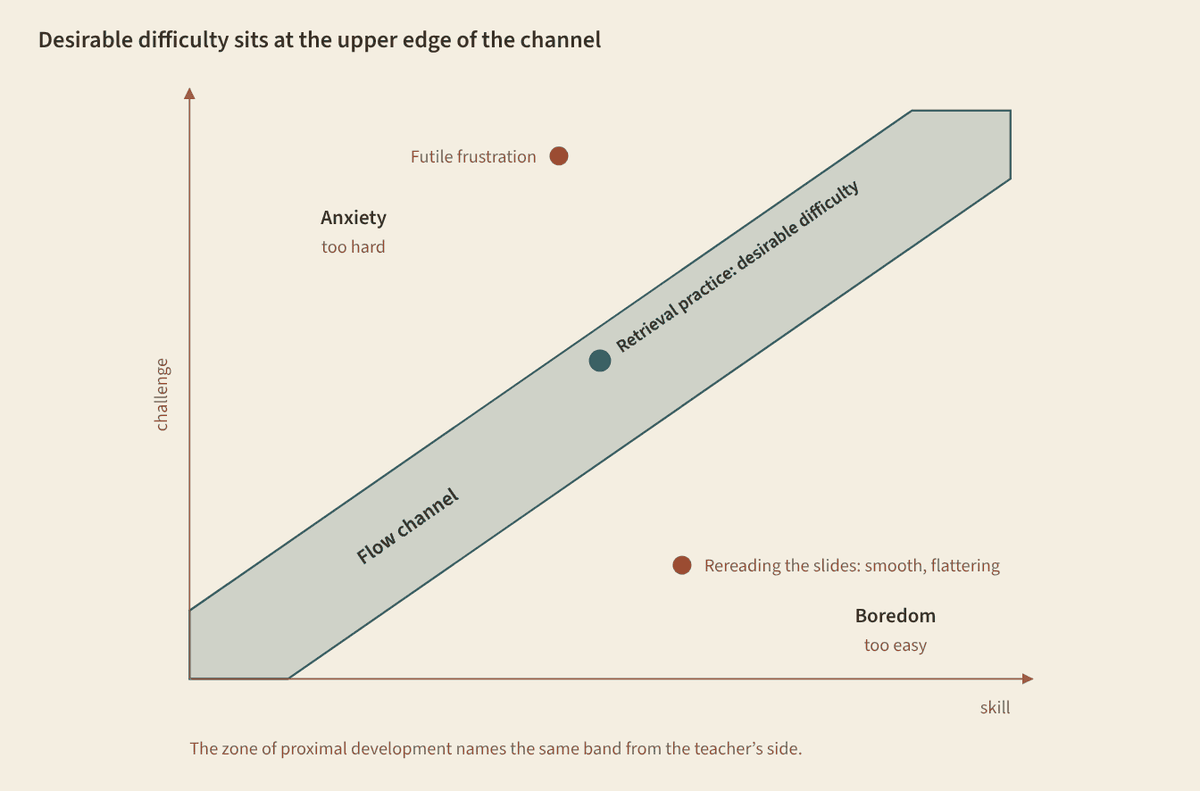 Desirable difficulty sits at the upper edge of the channel
Futile frustration
Anxiety
too hard
Retrieval practice: desirable difficulty
challenge
Flow channel
Rereading the slides: smooth, flattering
Boredom
too easy
skill
The zone of proximal development names the same band from the teacher’s side.